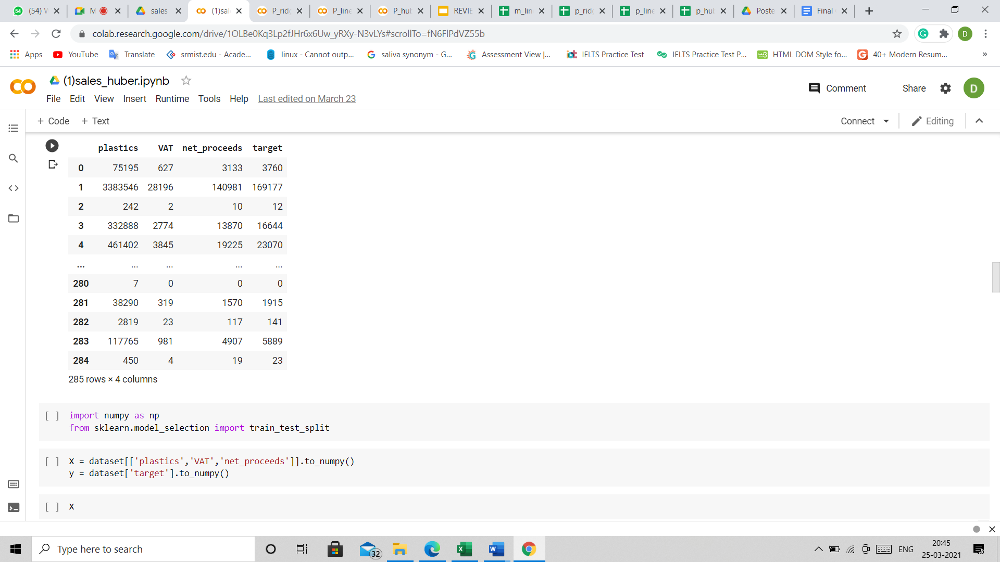 (54) W
M
sales
(1)sal
P_ridg
P_line
P_hub
REVIE
m_lin
p_ridg
p_line
p_hub
Poste
Final
colab.research.google.com/drive/1OLBe0Kq3Lp2fJHr6x6Uw_yRXy-N3vLYs#scrollTo=fN6FlPdVZ55b
D
Apps YouTube Translate srmist.edu - Acade... linux - Cannot outp... saliva synonym - G... Assessment View |... IELTS Practice Test IELTS Practice Test P... HTML DOM Style fo... 40+ Modern Resum... »
(1)sales_huber.ipynb
Comment Share D
File Edit View Insert Runtime Tools Help Last edited on March 23
+ Code + Text Connect Editing
plastics VAT net_proceeds target
0 75195 627 3133 3760
1 3383546 28196 140981 169177
2 242 2 10 12
3 332888 2774 13870 16644
4 461402 3845 19225 23070
... ... ... ... ...
280 7 0 0 0
281 38290 319 1570 1915
282 2819 23 117 141
283 117765 981 4907 5889
284 450 4 19 23
285 rows × 4 columns
[ ] import numpy as np
from sklearn.model_selection import train_test_split
[ ] X = dataset[['plastics','VAT','net_proceeds']].to_numpy()
y = dataset['target'].to_numpy()
[ ] X
Type here to search
32
ENG
20:45
25-03-2021